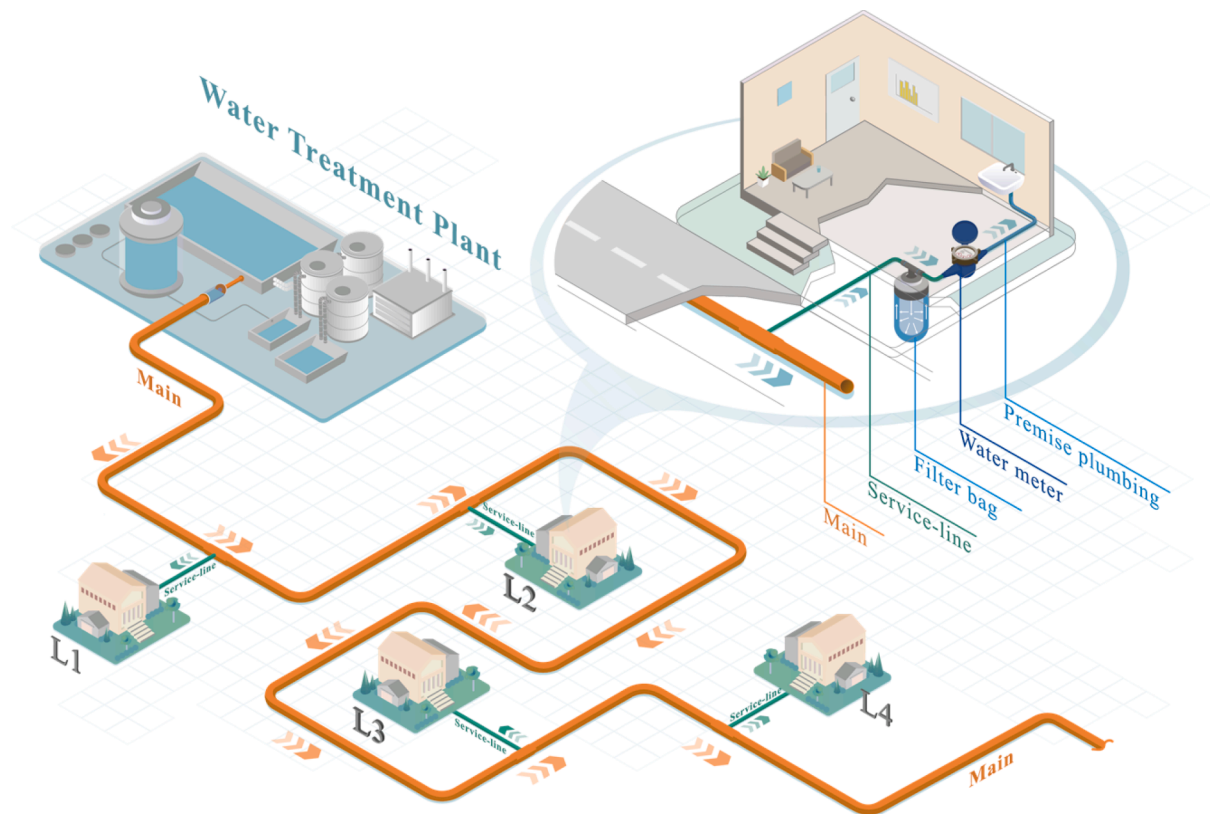 Water Treatment Plant
Main
Premise plumbing
Water meter
Filter bag
Service-line
Main
Service-line
L2
Service-line
L1
L3
Service-line
Service-line
L4
Main